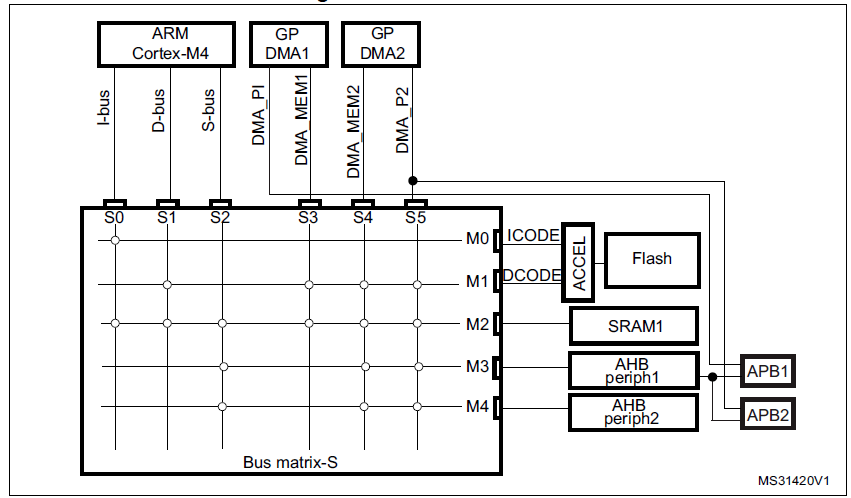 ARM
Cortex-M4
GP
DMA1
GP
DMA2
I-bus
D-bus
S-bus
DMA_PI
DMA_MEM1
DMA_MEM2
DMA_P2
S0
S1
S2
S3
S4
S5
M0
ICODE
M1
DCODE
ACCEL
Flash
M2
SRAM1
M3
AHB
periph1
APB1
M4
AHB
periph2
APB2
Bus matrix-S
MS31420V1